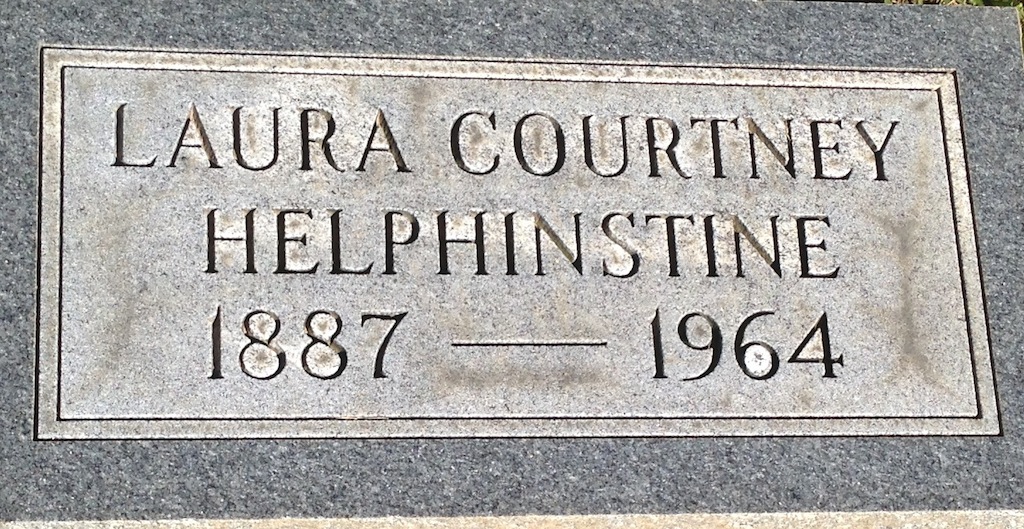 LAURA COURTNEY
HELPHINSTINE
1887 — 1964